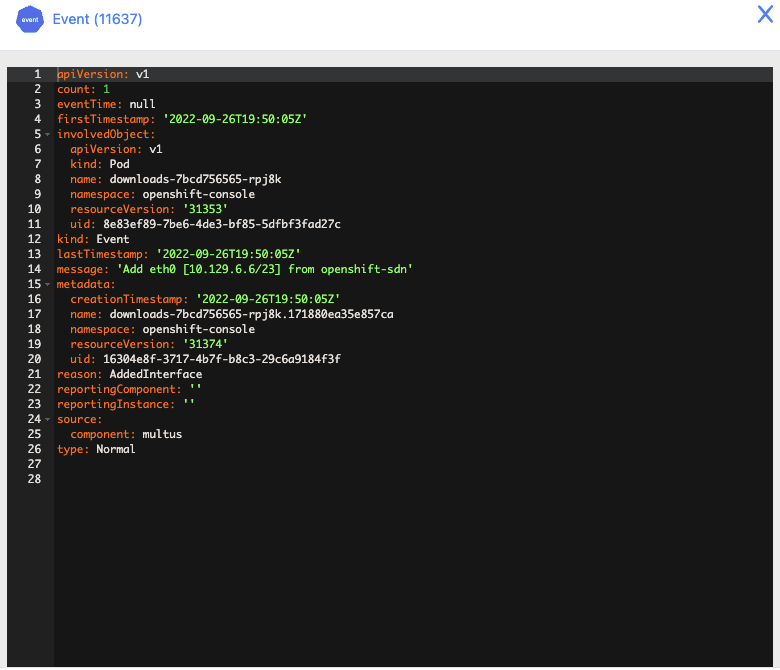 event Event (11637)
1 apiVersion: v1
2 count: 1
3 eventTime: null
4 firstTimestamp: '2022-09-26T19:50:05Z'
5 involvedObject:
6 apiVersion: v1
7 kind: Pod
8 name: downloads-7bcd756565-rpj8k
9 namespace: openshift-console
10 resourceVersion: '31353'
11 uid: 8e83ef89-7be6-4de3-bf85-5dfbf3fad27c
12 kind: Event
13 lastTimestamp: '2022-09-26T19:50:05Z'
14 message: 'Add eth0 [10.129.6.6/23] from openshift-sdn'
15 metadata:
16 creationTimestamp: '2022-09-26T19:50:05Z'
17 name: downloads-7bcd756565-rpj8k.171880ea35e857ca
18 namespace: openshift-console
19 resourceVersion: '31374'
20 uid: 16304e8f-3717-4b7f-b8c3-29c6a9184f3f
21 reason: AddedInterface
22 reportingComponent: ''
23 reportingInstance: ''
24 source:
25 component: multus
26 type: Normal
27
28